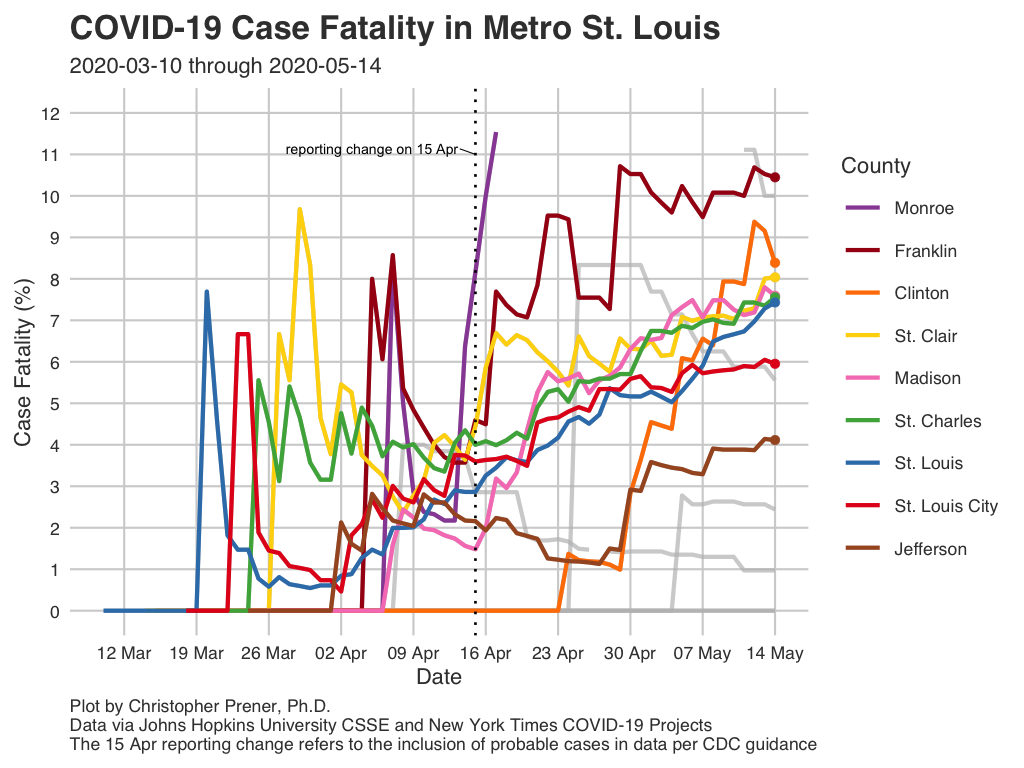 COVID-19 Case Fatality in Metro St. Louis
2020-03-10 through 2020-05-14
12
11
10
9
8
7
6
5
4
3
2
1
0
Case Fatality (%)
reporting change on 15 Apr
12 Mar 19 Mar 26 Mar 02 Apr 09 Apr 16 Apr 23 Apr 30 Apr 07 May 14 May
Date
County
Monroe
Franklin
Clinton
St. Clair
Madison
St. Charles
St. Louis
St. Louis City
Jefferson
Plot by Christopher Prener, Ph.D.
Data via Johns Hopkins University CSSE and New York Times COVID-19 Projects
The 15 Apr reporting change refers to the inclusion of probable cases in data per CDC guidance